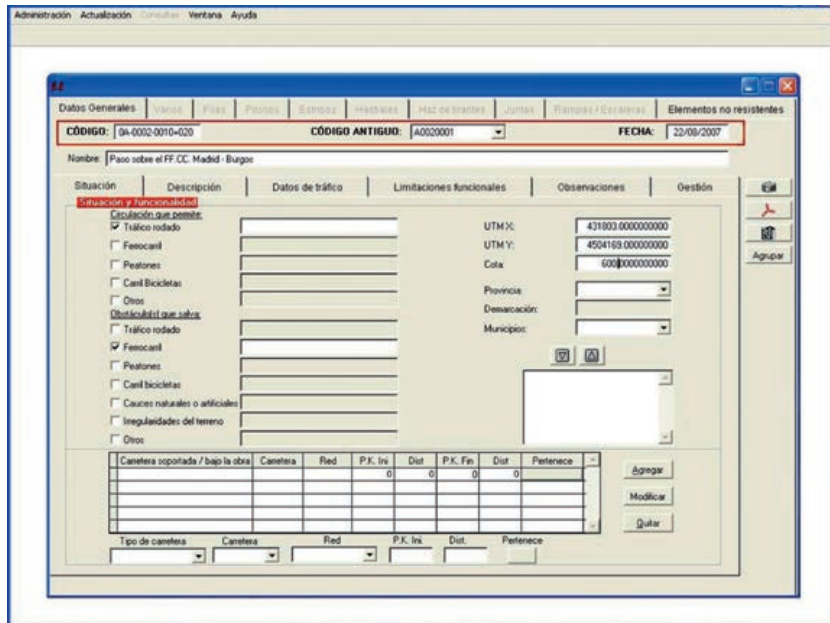 Administración Actualización Consultas Ventana Ayuda
Datos Generales Vanos Pilas Pilonos Estribos Hastiales Haz de tirantes Juntas Rampas / Escaleras Elementos no resistentes
CÓDIGO: 0A-0002-0010+020 CÓDIGO ANTIGUO: A0020001 FECHA: 22/08/2007
Nombre: Paso sobre el FF.CC. Madrid - Burgos
Situación Descripción Datos de tráfico Limitaciones funcionales Observaciones Gestión
Situación y funcionalidad
Circulación que permite:
Tráfico rodado
Ferrocarril
Peatones
Carril Bicicletas
Otros
Obstáculo(s) que salva:
Tráfico rodado
Ferrocarril
Peatones
Carril bicicletas
Cauces naturales o artificiales
Irregularidades del terreno
Otros
UTM X: 431803.0000000000
UTM Y: 4504169.000000000
Cota: 600.0000000000
Provincia:
Demarcación:
Municipios:
Agrupar
Carretera soportada / bajo la obra Carretera Red P.K. Ini Dist P.K. Fin Dist Pertenece
0 0 0 0
Agregar
Modificar
Quitar
Tipo de carretera Carretera Red P.K. Ini. Dist. Pertenece